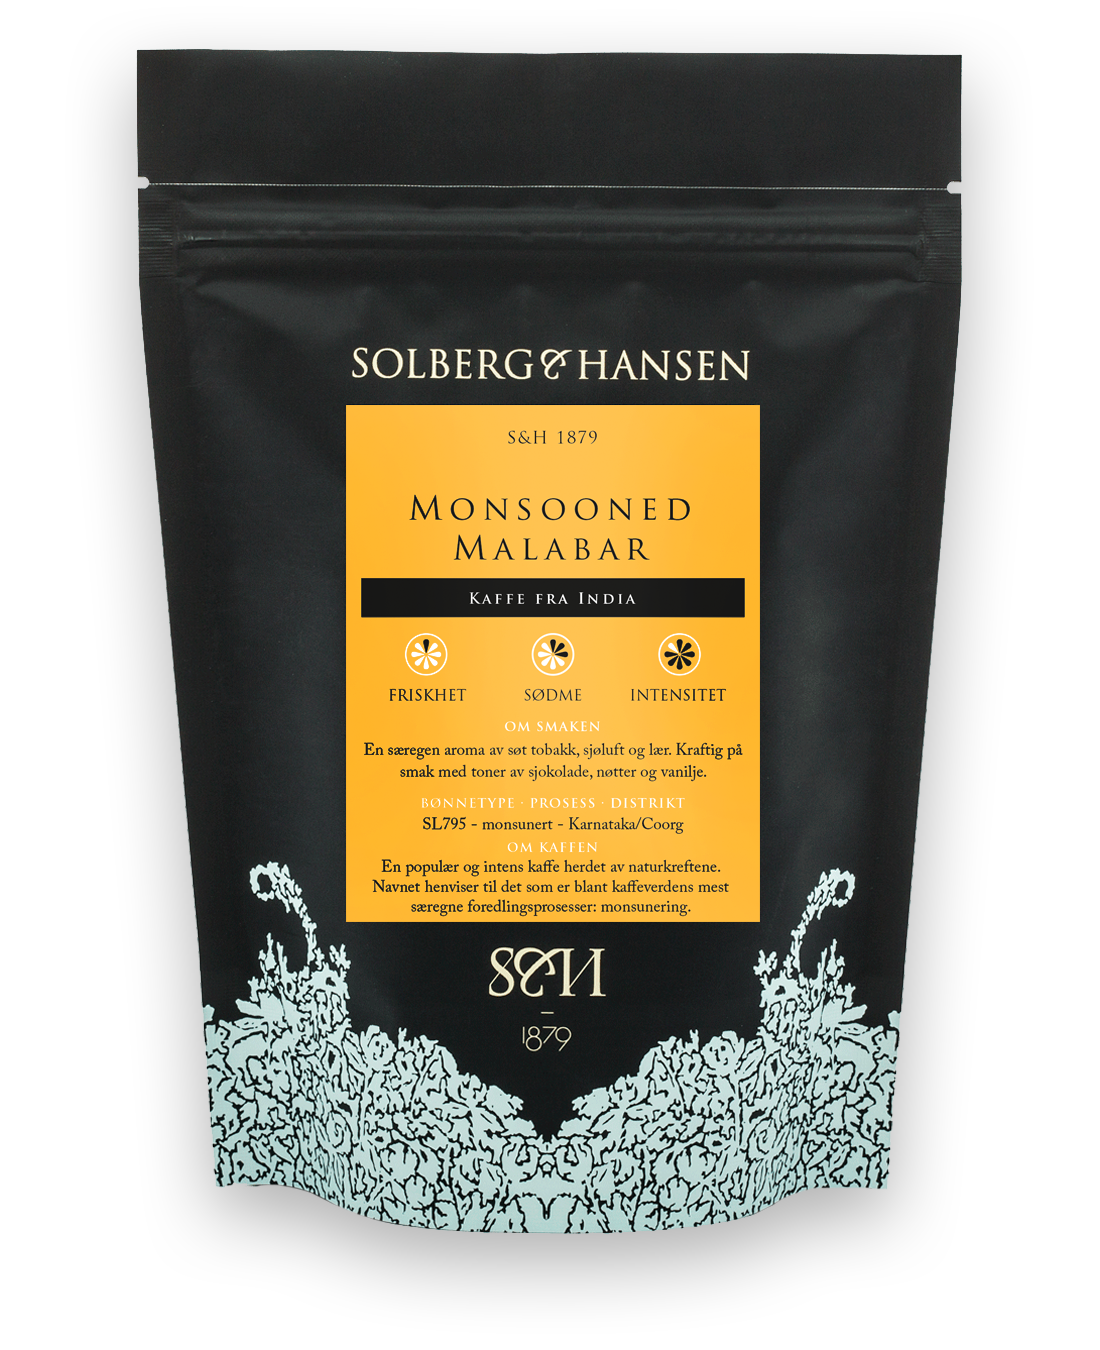 SOLBERG & HANSEN
S&H 1879
MONSOONED
MALABAR
KAFFE FRA INDIA
FRISKHET SØDME INTENSITET
OM SMAKEN
En særegen aroma av søt tobakk, sjøluft og lær. Kraftig på
smak med toner av sjokolade, nøtter og vanilje.
BØNNETYPE · PROSESS · DISTRIKT
SL795 - monsunert - Karnataka/Coorg
OM KAFFEN
En populær og intens kaffe herdet av naturkreftene.
Navnet henviser til det som er blant kaffeverdens mest
særegne foredlingsprosesser: monsunering.
S&H
1879